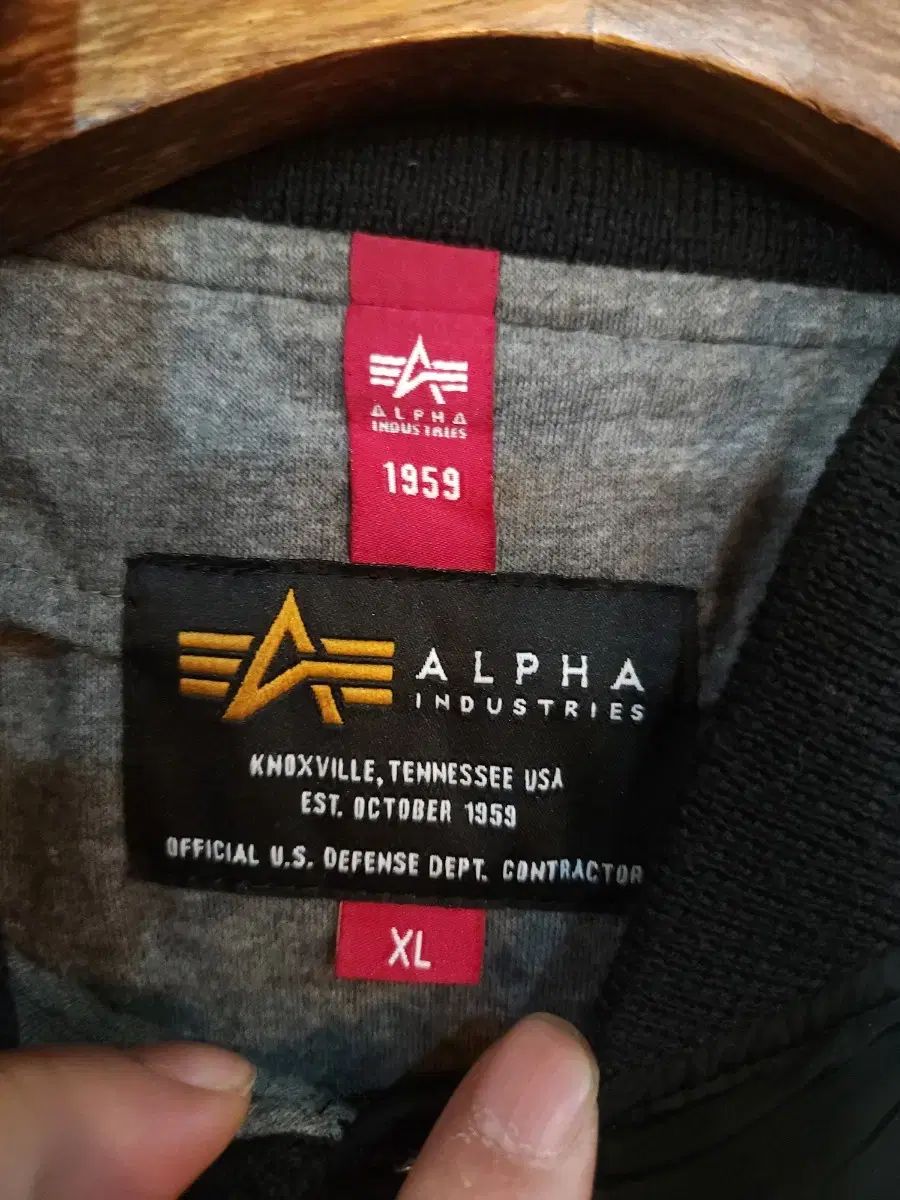 ALPHA
INDUSTRIES
1959
ALPHA
INDUSTRIES
KNOXVILLE, TENNESSEE USA
EST. OCTOBER 1959
OFFICIAL U.S. DEFENSE DEPT. CONTRACTOR
XL